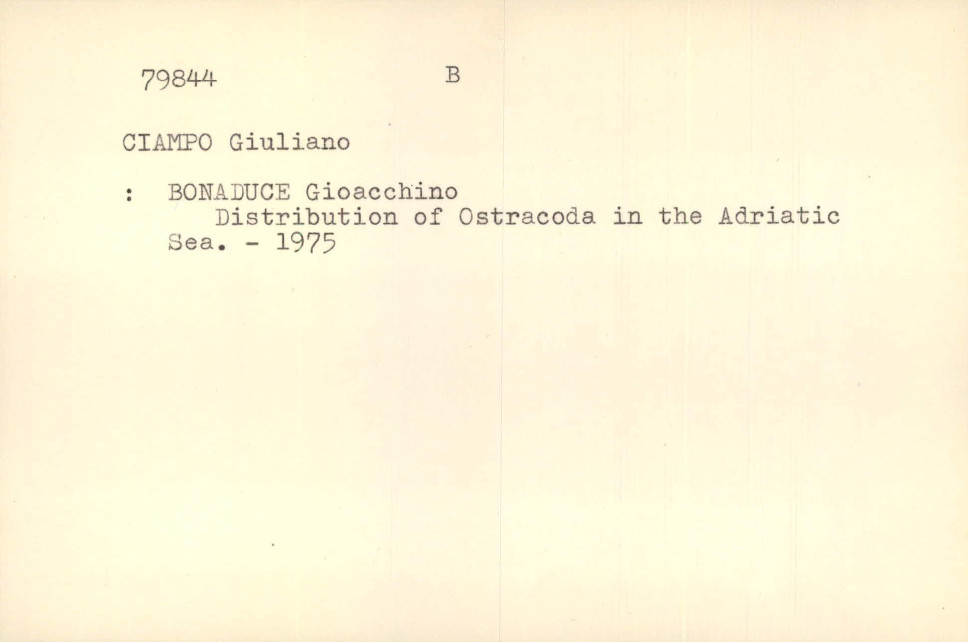 79844 B
CIAMPO Giuliano
: BONADUCE Gioacchino
Distribution of Ostracoda in the Adriatic
Sea. - 1975